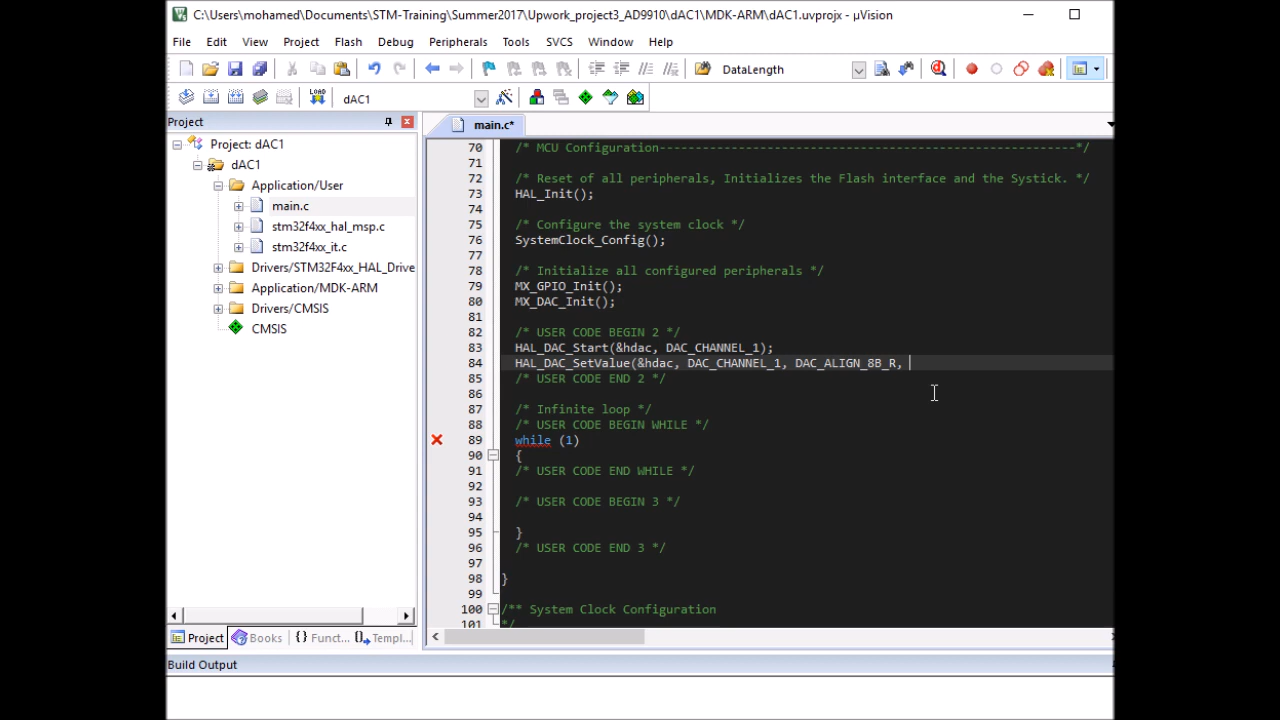 C:\Users\mohamed\Documents\STM-Training\Summer2017\Upwork_project3_AD9910\dAC1\MDK-ARM\dAC1.uvprojx - µVision
File Edit View Project Flash Debug Peripherals Tools SVCS Window Help
DataLength
LOAD dAC1
Project
Project: dAC1
dAC1
Application/User
main.c
stm32f4xx_hal_msp.c
stm32f4xx_it.c
Drivers/STM32F4xx_HAL_Drive
Application/MDK-ARM
Drivers/CMSIS
CMSIS
Project Books {} Funct... Templ...
main.c*
70 /* MCU Configuration----------------------------------------------------------*/
71
72 /* Reset of all peripherals, Initializes the Flash interface and the Systick. */
73 HAL_Init();
74
75 /* Configure the system clock */
76 SystemClock_Config();
77
78 /* Initialize all configured peripherals */
79 MX_GPIO_Init();
80 MX_DAC_Init();
81
82 /* USER CODE BEGIN 2 */
83 HAL_DAC_Start(&hdac, DAC_CHANNEL_1);
84 HAL_DAC_SetValue(&hdac, DAC_CHANNEL_1, DAC_ALIGN_8B_R,
85 /* USER CODE END 2 */
86
87 /* Infinite loop */
88 /* USER CODE BEGIN WHILE */
89 while (1)
90 {
91 /* USER CODE END WHILE */
92
93 /* USER CODE BEGIN 3 */
94
95 }
96 /* USER CODE END 3 */
97
98 }
99
100 /** System Clock Configuration
101 */
Build Output